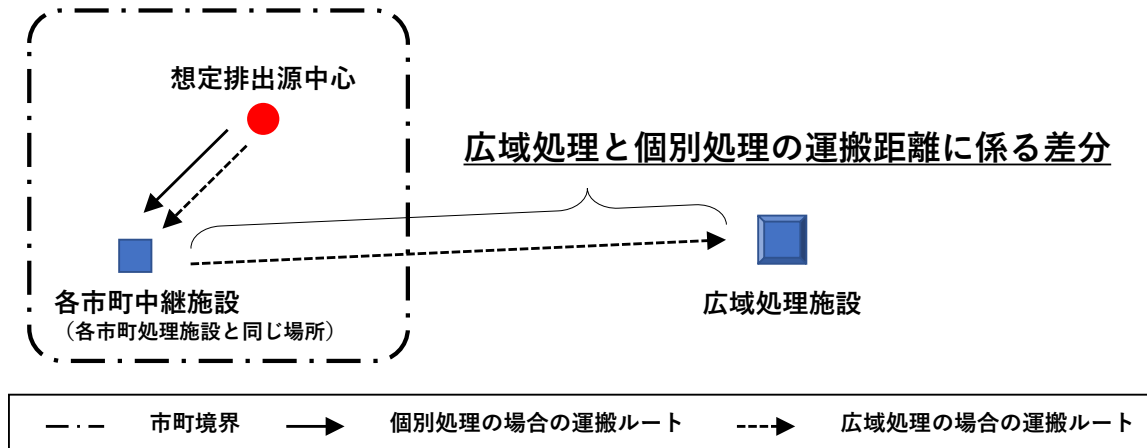 想定排出源中心
広域処理と個別処理の運搬距離に係る差分
各市町中継施設
（各市町処理施設と同じ場所）
広域処理施設
市町境界
個別処理の場合の運搬ルート
広域処理の場合の運搬ルート